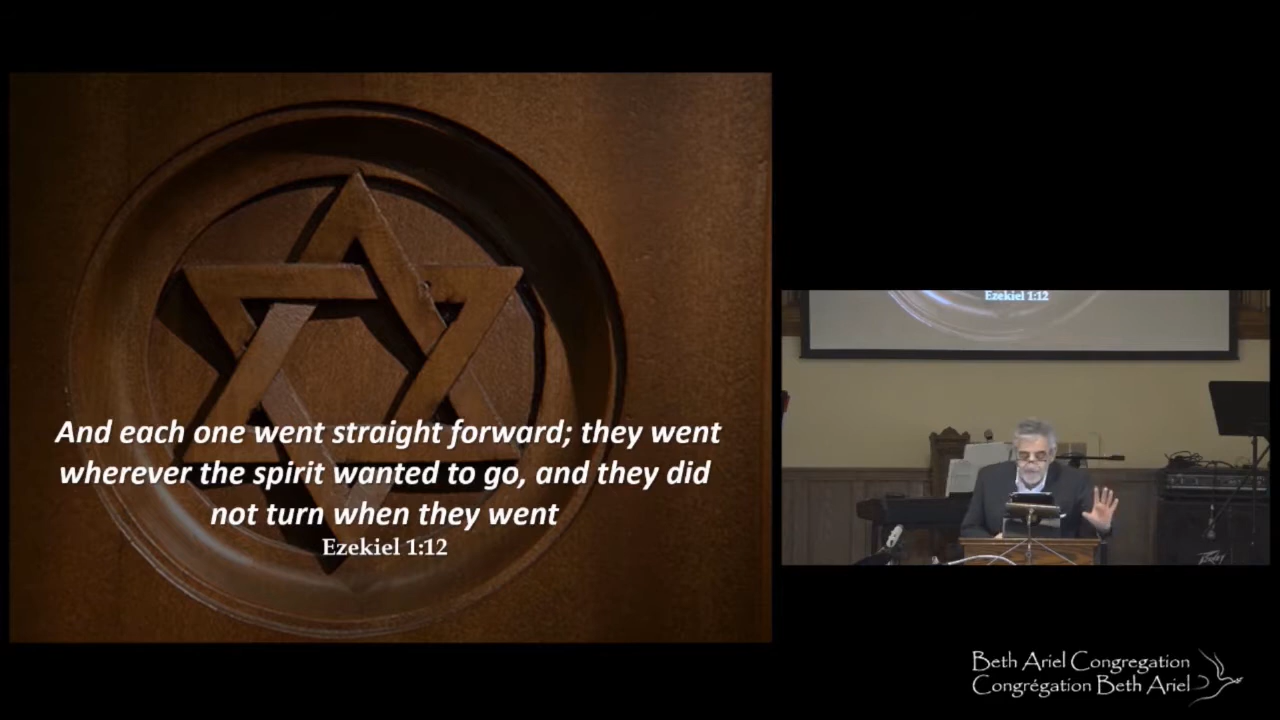 And each one went straight forward; they went
wherever the spirit wanted to go, and they did
not turn when they went
Ezekiel 1:12
Ezekiel 1:12
Peavey
Beth Ariel Congregation
Congrégation Beth Ariel